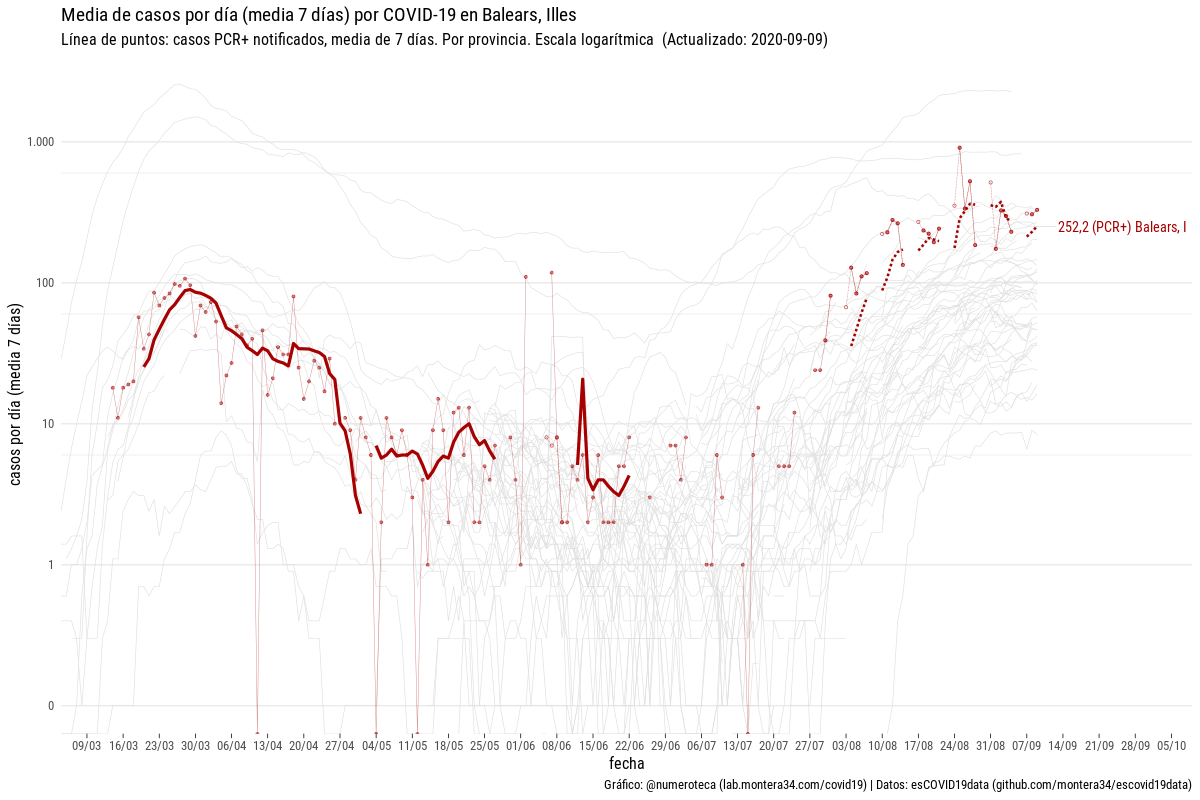 Media de casos por día (media 7 días) por COVID-19 en Balears, Illes
Línea de puntos: casos PCR+ notificados, media de 7 días. Por provincia. Escala logarítmica (Actualizado: 2020-09-09)
casos por día (media 7 días)
1.000
100
10
1
0
252,2 (PCR+) Balears, I
09/03 16/03 23/03 30/03 06/04 13/04 20/04 27/04 4/05 11/05 18/05 25/05 01/06 08/06 15/06 22/06 29/06 06/07 13/07 20/07 27/07 03/08 10/08 17/08 24/08 31/08 07/09 14/09 21/09 28/09 05/10
fecha
Gráfico: @numeroteca (lab.montera34.com/covid19) | Datos: esCOVID19data (github.com/montera34/escovid19data)